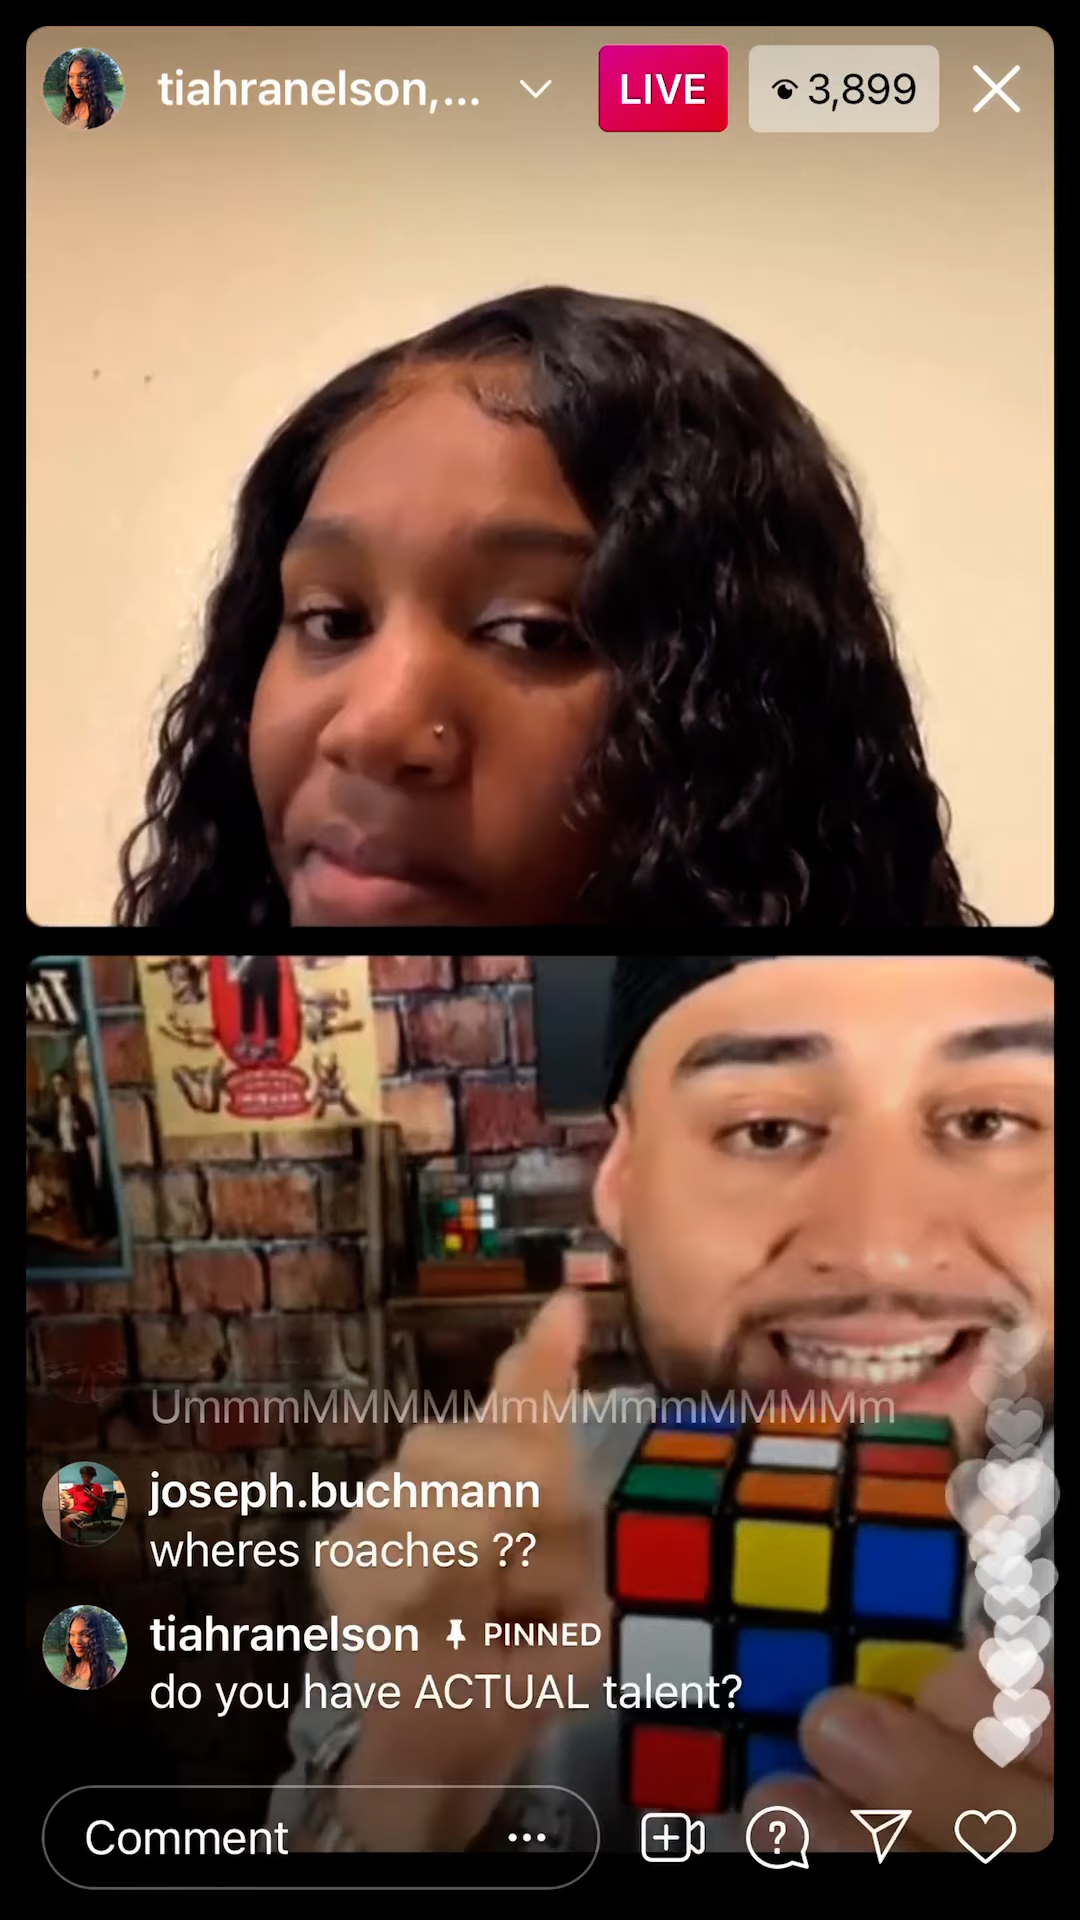 tiahranelson,...
LIVE
3,899
UmmmMMMMMmMMmmMMMMm
joseph.buchmann
wheres roaches ??
tiahranelson PINNED
do you have ACTUAL talent?
Comment